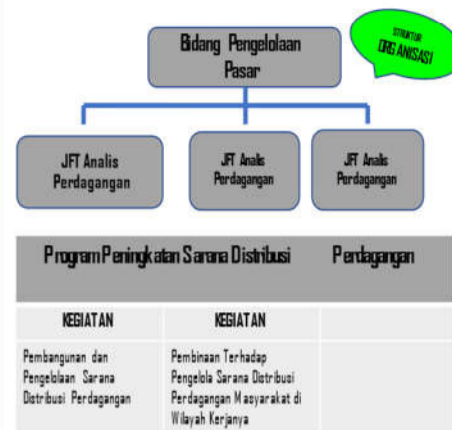 STRUKTUR
ORGANISASI
Bidang Pengelolaan
Pasar
JFT Analis
Perdagangan
JFT Analis
Perdagangan
JFT Analis
Perdagangan
Program Peningkatan Sarana Distribusi Perdagangan
KEGIATAN KEGIATAN
Pembangunan dan
Pengelolaan Sarana
Distribusi Perdagangan
Pembinaan Terhadap
Pengelola Sarana Distribusi
Perdagangan Masyarakat di
Wilayah Kerjanya